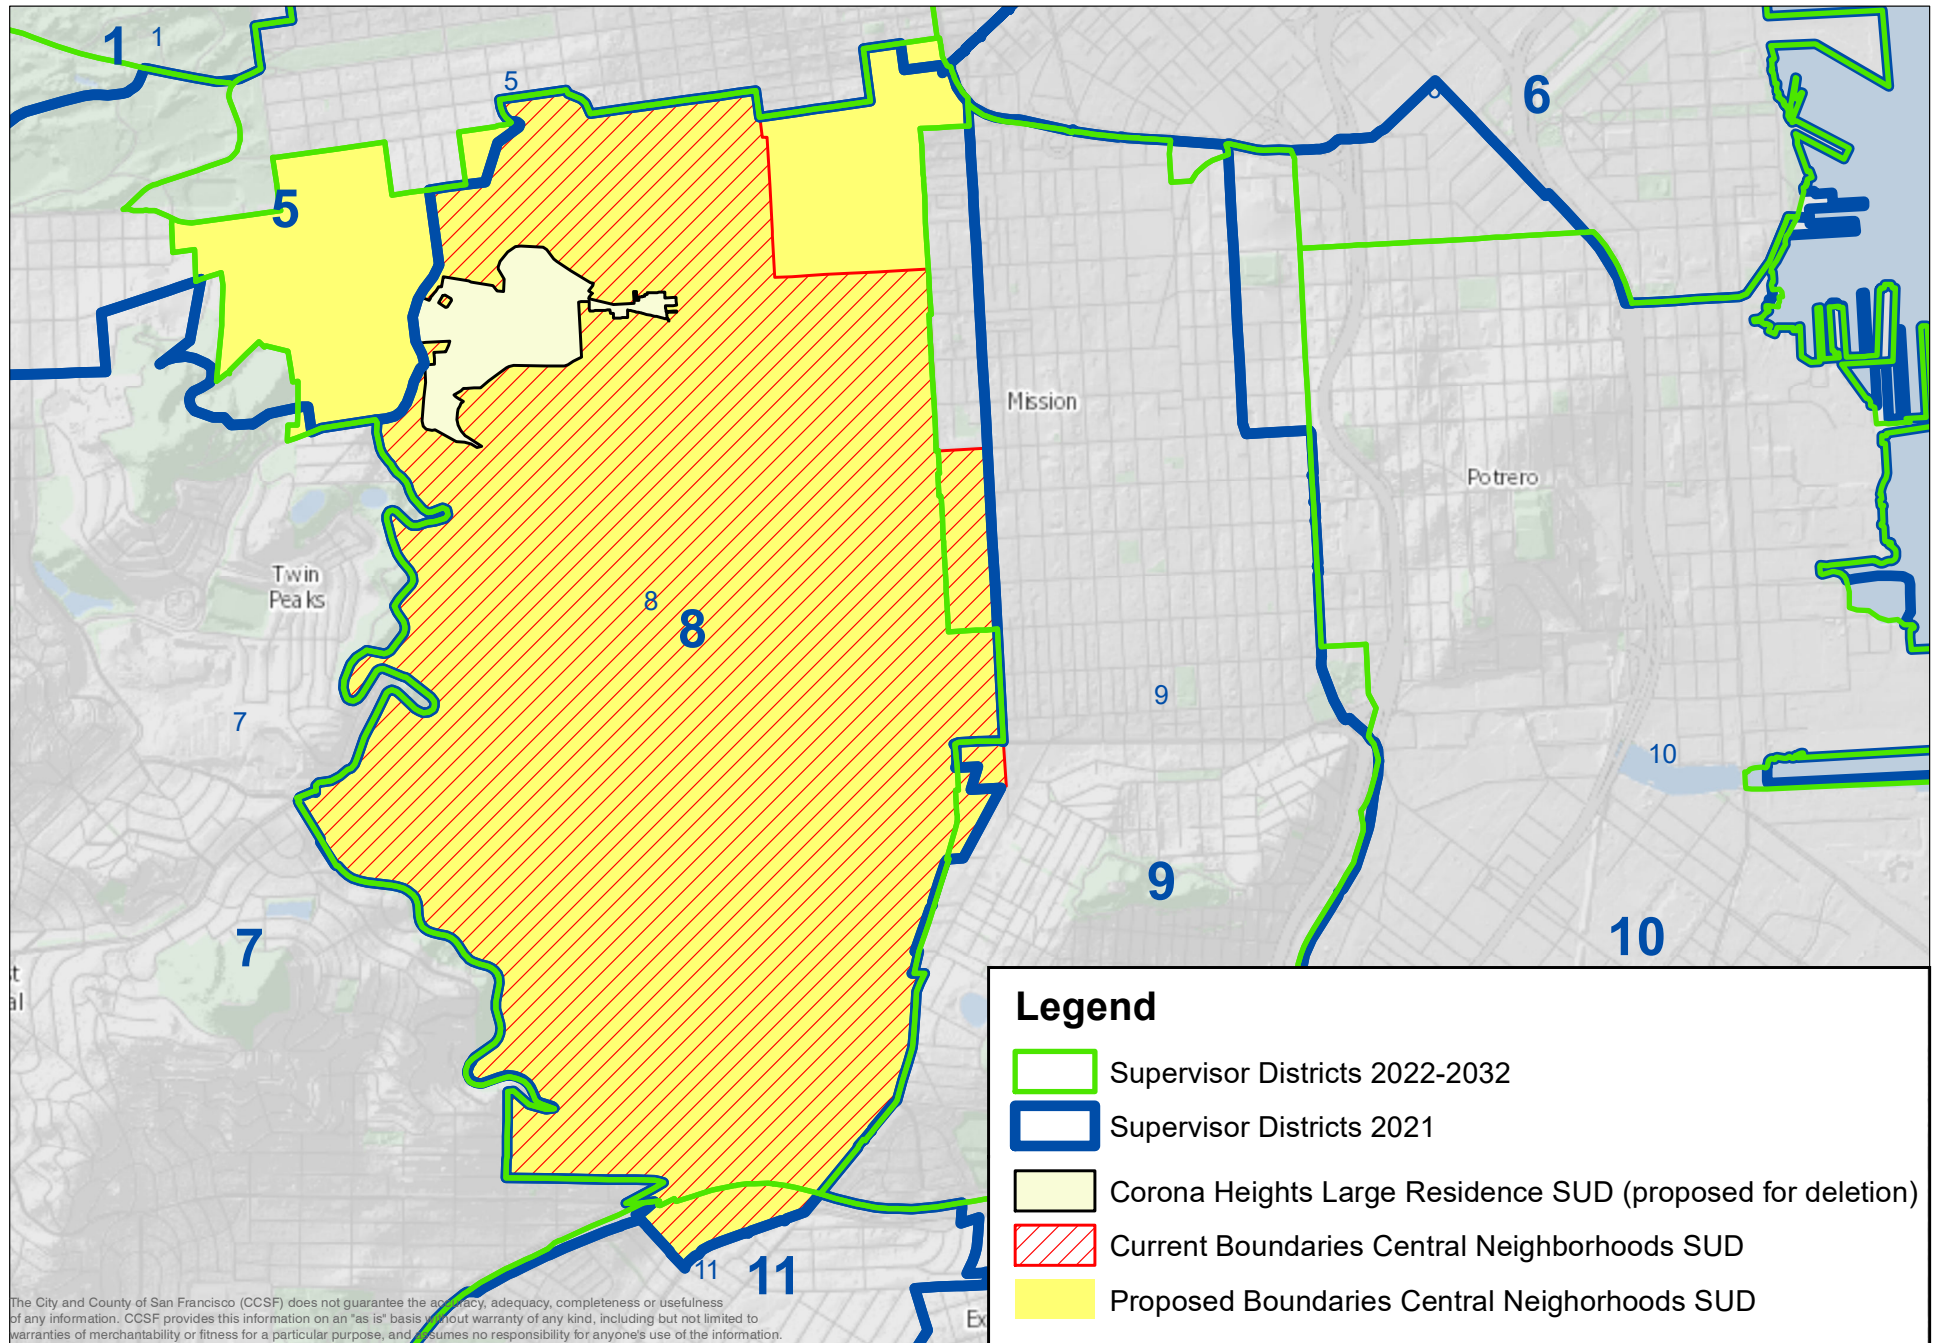 1
1
5
6
5
Mission
Potrero
Twin
Peaks
8
8
9
7
10
9
7
10
st
al
Legend
Supervisor Districts 2022-2032
Supervisor Districts 2021
Corona Heights Large Residence SUD (proposed for deletion)
Current Boundaries Central Neighborhoods SUD
Proposed Boundaries Central Neighorhoods SUD
11
11
Ex
The City and County of San Francisco (CCSF) does not guarantee the accuracy, adequacy, completeness or usefulness
of any information. CCSF provides this information on an "as is" basis without warranty of any kind, including but not limited to
warranties of merchantability or fitness for a particular purpose, and assumes no responsibility for anyone's use of the information.